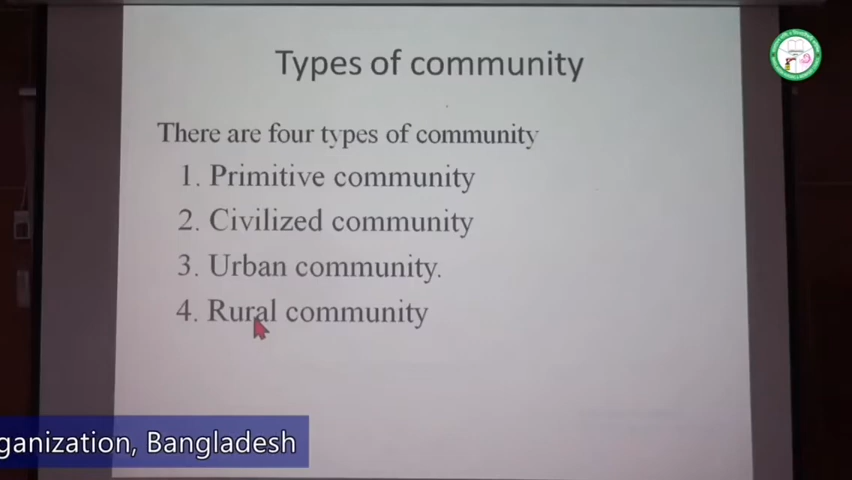 Types of community
There are four types of community
1. Primitive community
2. Civilized community
3. Urban community.
4. Rural community
ganization, Bangladesh